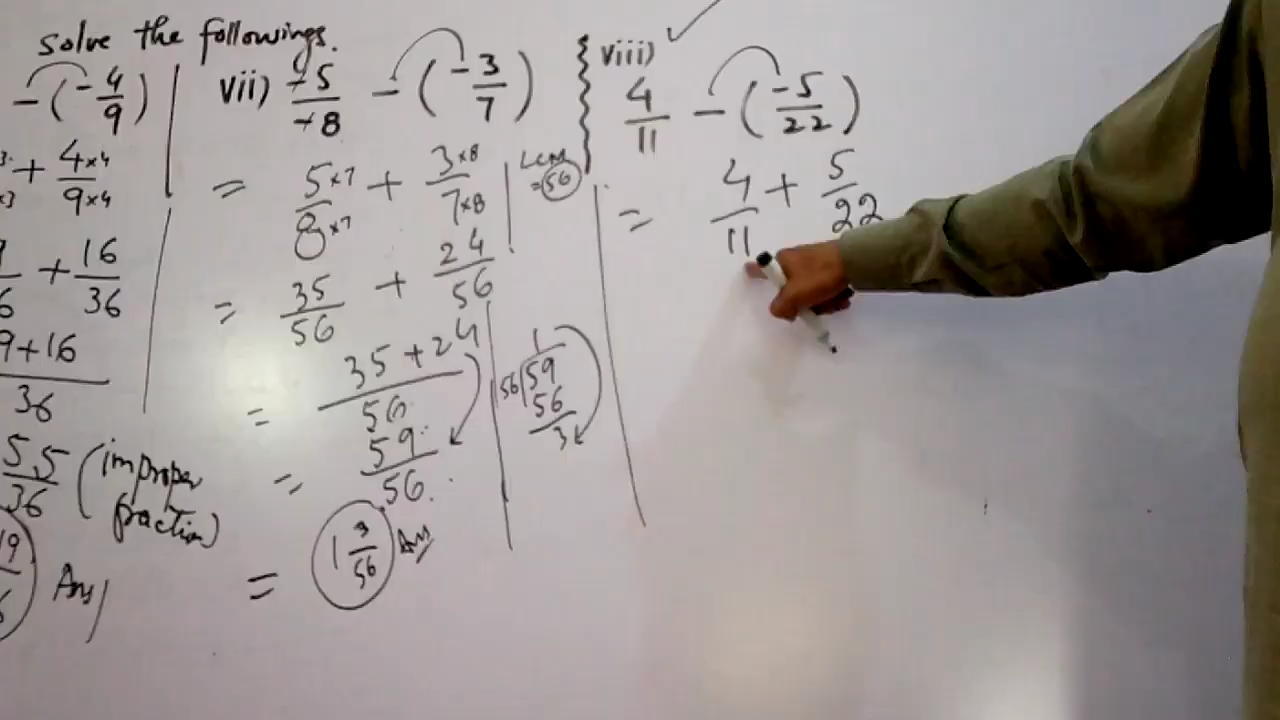 solve the followings.
- (-4/9)
+ 4×4/9×4
+ 16/36
9+16/36
55/36 (improper fraction)
19 Ans
vii) -5/-8 - (-3/7)
= 5×7/8×7 + 3×8/7×8
LCM = 56
= 35/56 + 24/56
= 35+24/56
= 59/56
= 1 3/56 Ans
1
56 59
56
3
viii)
4/11 - (-5/22)
= 4/11 + 5/22